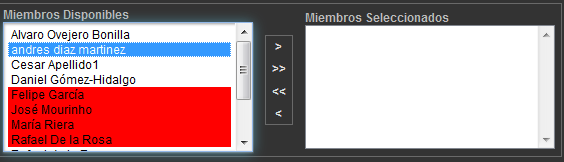 Miembros Disponibles
Alvaro Ovejero Bonilla
andres diaz martinez
Cesar Apellido1
Daniel Gómez-Hidalgo
Felipe García
José Mourinho
María Riera
Rafael De la Rosa
>
>>
<<
<
Miembros Seleccionados